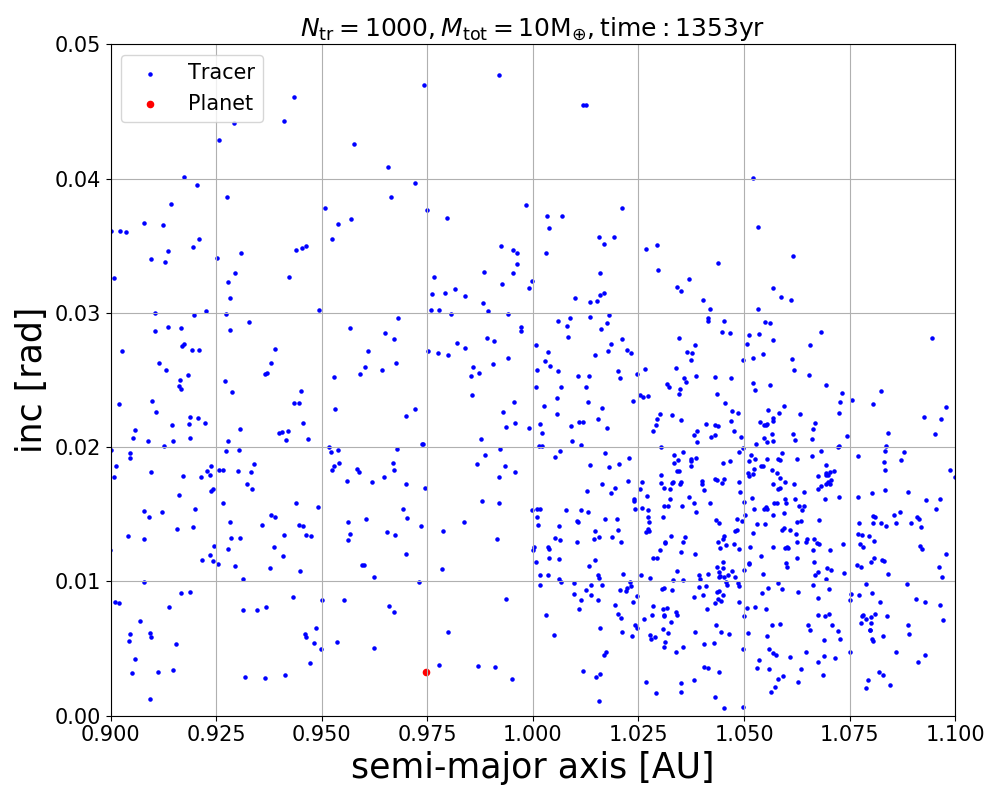 N_tr = 1000, M_tot = 10M_⊕, time : 1353yr
Tracer
Planet
inc [rad]
0.05
0.04
0.03
0.02
0.01
0.00
0.900 0.925 0.950 0.975 1.000 1.025 1.050 1.075 1.100
semi-major axis [AU]